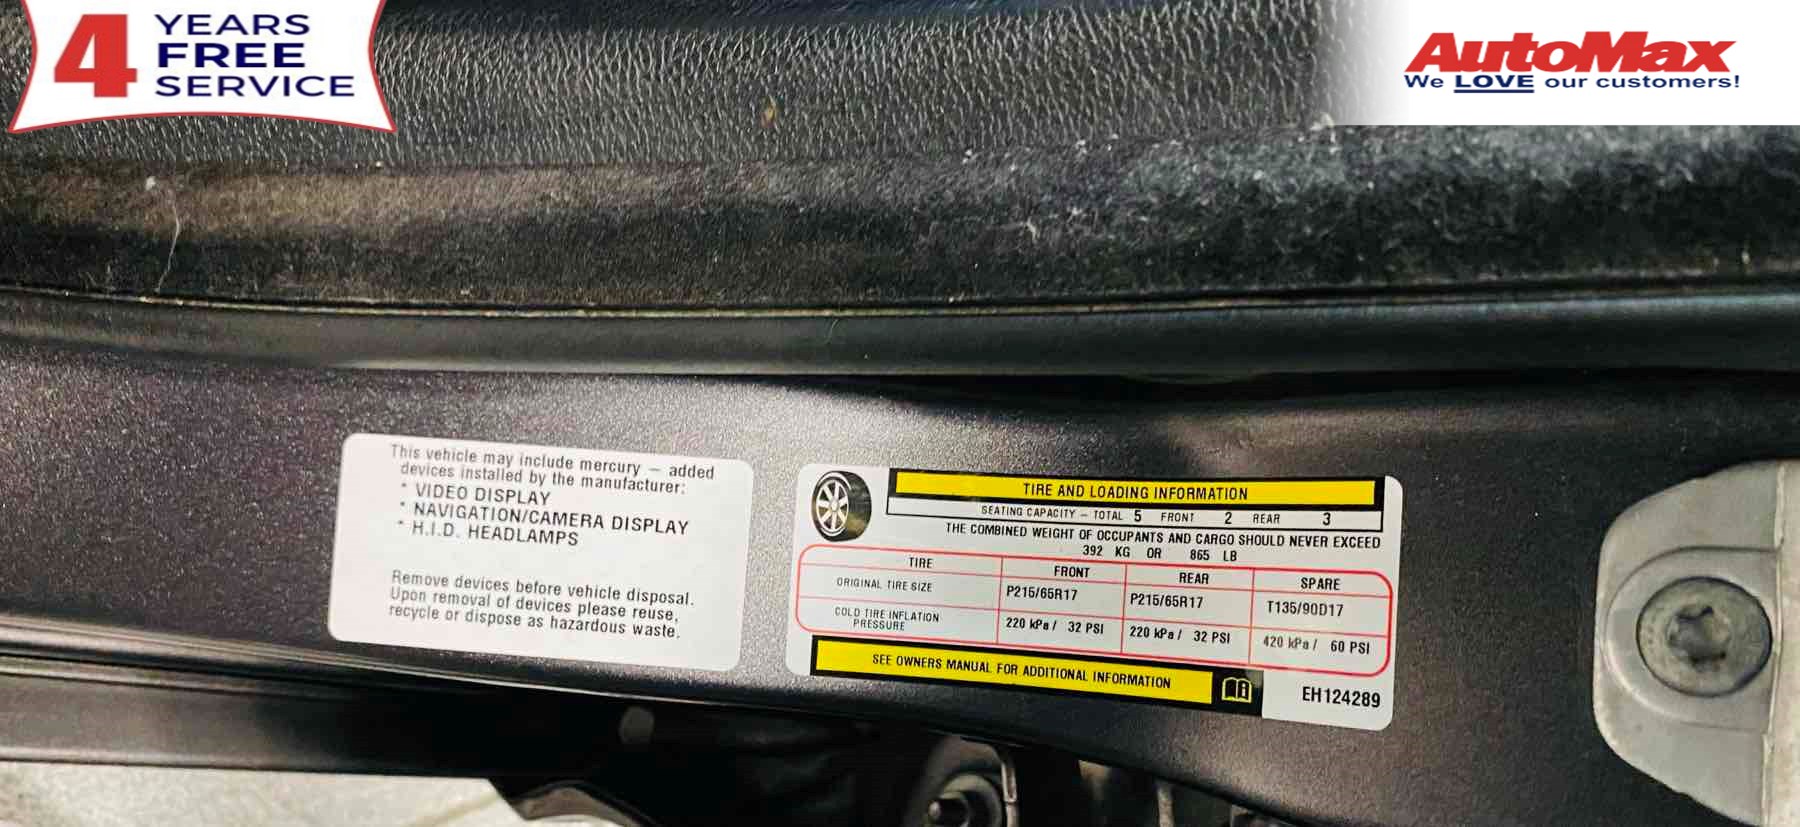 4 YEARS
FREE
SERVICE
AutoMax
We LOVE our customers!
This vehicle may include mercury — added
devices installed by the manufacturer:
* VIDEO DISPLAY
* NAVIGATION/CAMERA DISPLAY
* H.I.D. HEADLAMPS
Remove devices before vehicle disposal.
Upon removal of devices please reuse,
recycle or dispose as hazardous waste.
TIRE AND LOADING INFORMATION
SEATING CAPACITY – TOTAL 5 FRONT 2 REAR 3
THE COMBINED WEIGHT OF OCCUPANTS AND CARGO SHOULD NEVER EXCEED
392 KG OR 865 LB
TIRE FRONT REAR SPARE
ORIGINAL TIRE SIZE P215/65R17 P215/65R17 T135/90D17
COLD TIRE INFLATION
PRESSURE 220 kPa / 32 PSI 220 kPa / 32 PSI 420 kPa / 60 PSI
SEE OWNERS MANUAL FOR ADDITIONAL INFORMATION
EH124289